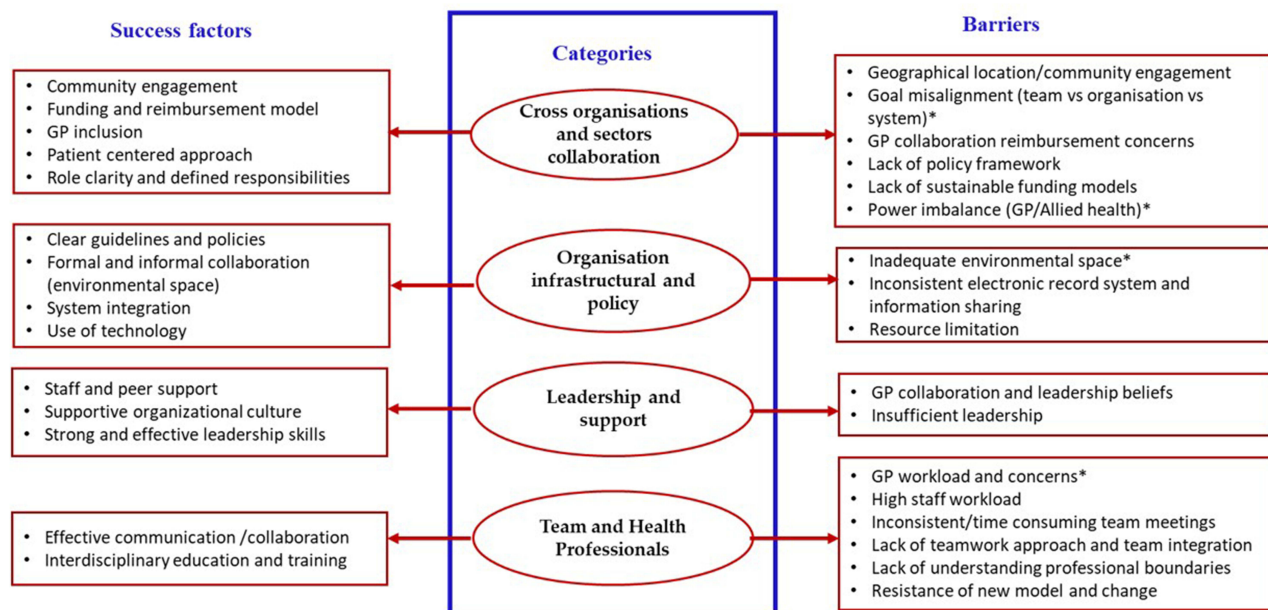 Success factors
Categories
Barriers
• Community engagement
• Funding and reimbursement model
• GP inclusion
• Patient centered approach
• Role clarity and defined responsibilities
Cross organisations
and sectors
collaboration
• Geographical location/community engagement
• Goal misalignment (team vs organisation vs
system)*
• GP collaboration reimbursement concerns
• Lack of policy framework
• Lack of sustainable funding models
• Power imbalance (GP/Allied health)*
• Clear guidelines and policies
• Formal and informal collaboration
(environmental space)
• System integration
• Use of technology
Organisation
infrastructural and
policy
• Inadequate environmental space*
• Inconsistent electronic record system and
information sharing
• Resource limitation
• Staff and peer support
• Supportive organizational culture
• Strong and effective leadership skills
Leadership and
support
• GP collaboration and leadership beliefs
• Insufficient leadership
• Effective communication /collaboration
• Interdisciplinary education and training
Team and Health
Professionals
• GP workload and concerns*
• High staff workload
• Inconsistent/time consuming team meetings
• Lack of teamwork approach and team integration
• Lack of understanding professional boundaries
• Resistance of new model and change